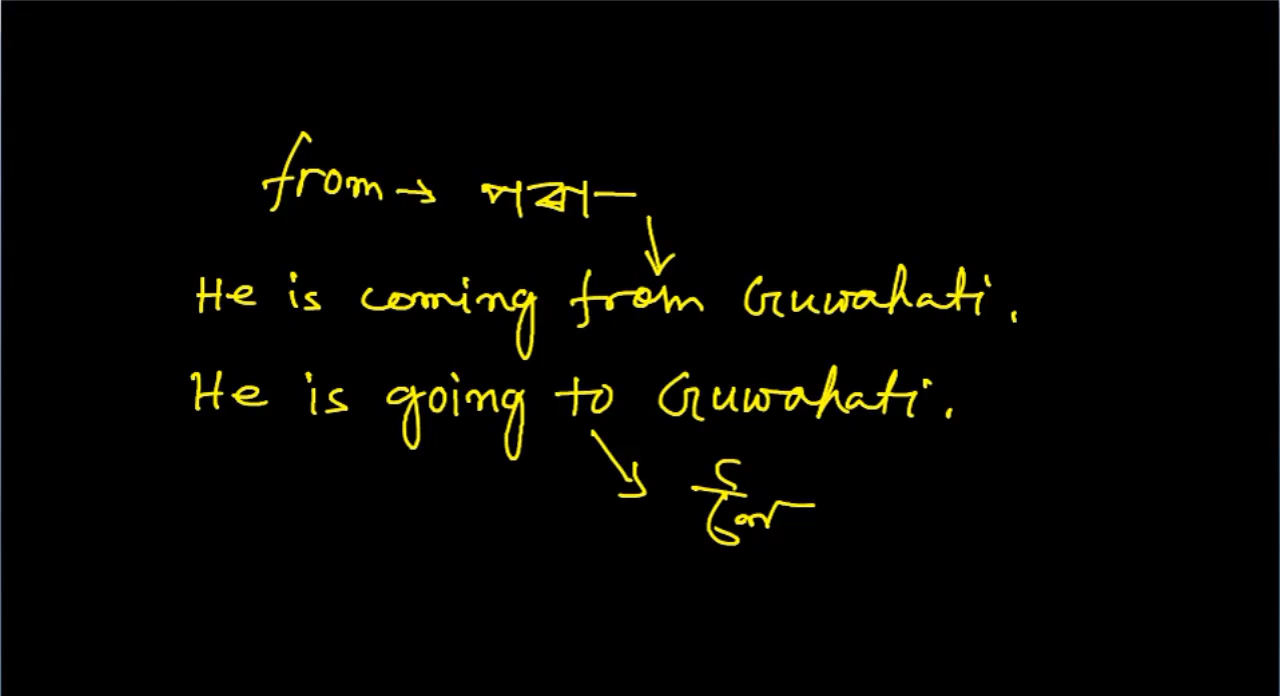 from → পৰা—
He is coming from Guwahati.
He is going to Guwahati.
লৈ